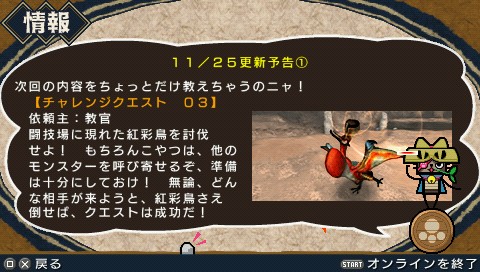 情報
11／25更新予告①
次回の内容をちょっとだけ教えちゃうのニャ！
【チャレンジクエスト　03】
依頼主：教官
闘技場に現れた紅彩鳥を討伐
せよ！　もちろんこやつは、他の
モンスターを呼び寄せるぞ、準備
は十分にしておけ！　無論、どん
な相手が来ようと、紅彩鳥さえ
倒せば、クエストは成功だ！
□×戻る
START オンラインを終了